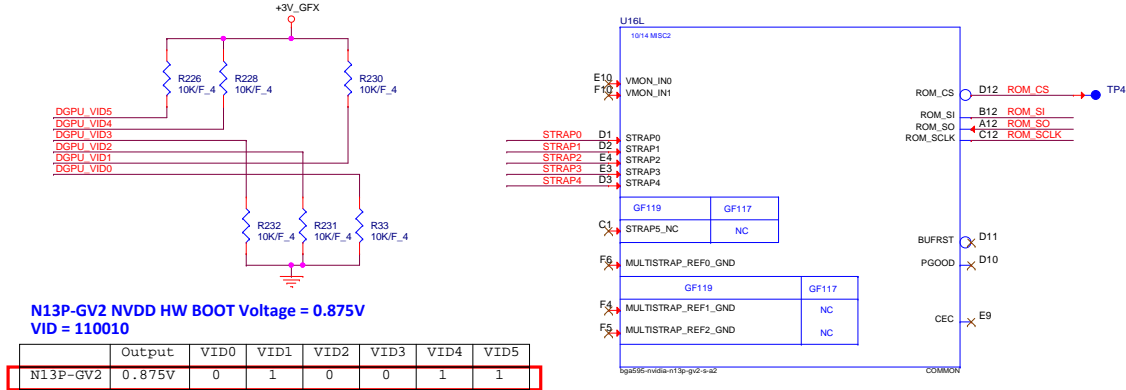 +3V_GFX
R226
10K/F_4
R228
10K/F_4
R230
10K/F_4
DGPU_VID5
DGPU_VID4
DGPU_VID3
DGPU_VID2
DGPU_VID1
DGPU_VID0
R232
10K/F_4
R231
10K/F_4
R33
10K/F_4
N13P-GV2 NVDD HW BOOT Voltage = 0.875V
VID = 110010
Output VID0 VID1 VID2 VID3 VID4 VID5
N13P-GV2 0.875V 0 1 0 0 1 1
U16L
10/14 MISC2
E10 VMON_IN0
F10 VMON_IN1
STRAP0 D1 STRAP0
STRAP1 D2 STRAP1
STRAP2 E4 STRAP2
STRAP3 E3 STRAP3
STRAP4 D3 STRAP4
GF119 GF117
C1 STRAP5_NC NC
F6 MULTISTRAP_REF0_GND
GF119 GF117
F4 MULTISTRAP_REF1_GND NC
F5 MULTISTRAP_REF2_GND NC
ROM_CS D12 ROM_CS TP4
ROM_SI B12 ROM_SI
ROM_SO A12 ROM_SO
ROM_SCLK C12 ROM_SCLK
BUFRST D11
PGOOD D10
CEC E9
bga595-nvidia-n13p-gv2-s-a2 COMMON